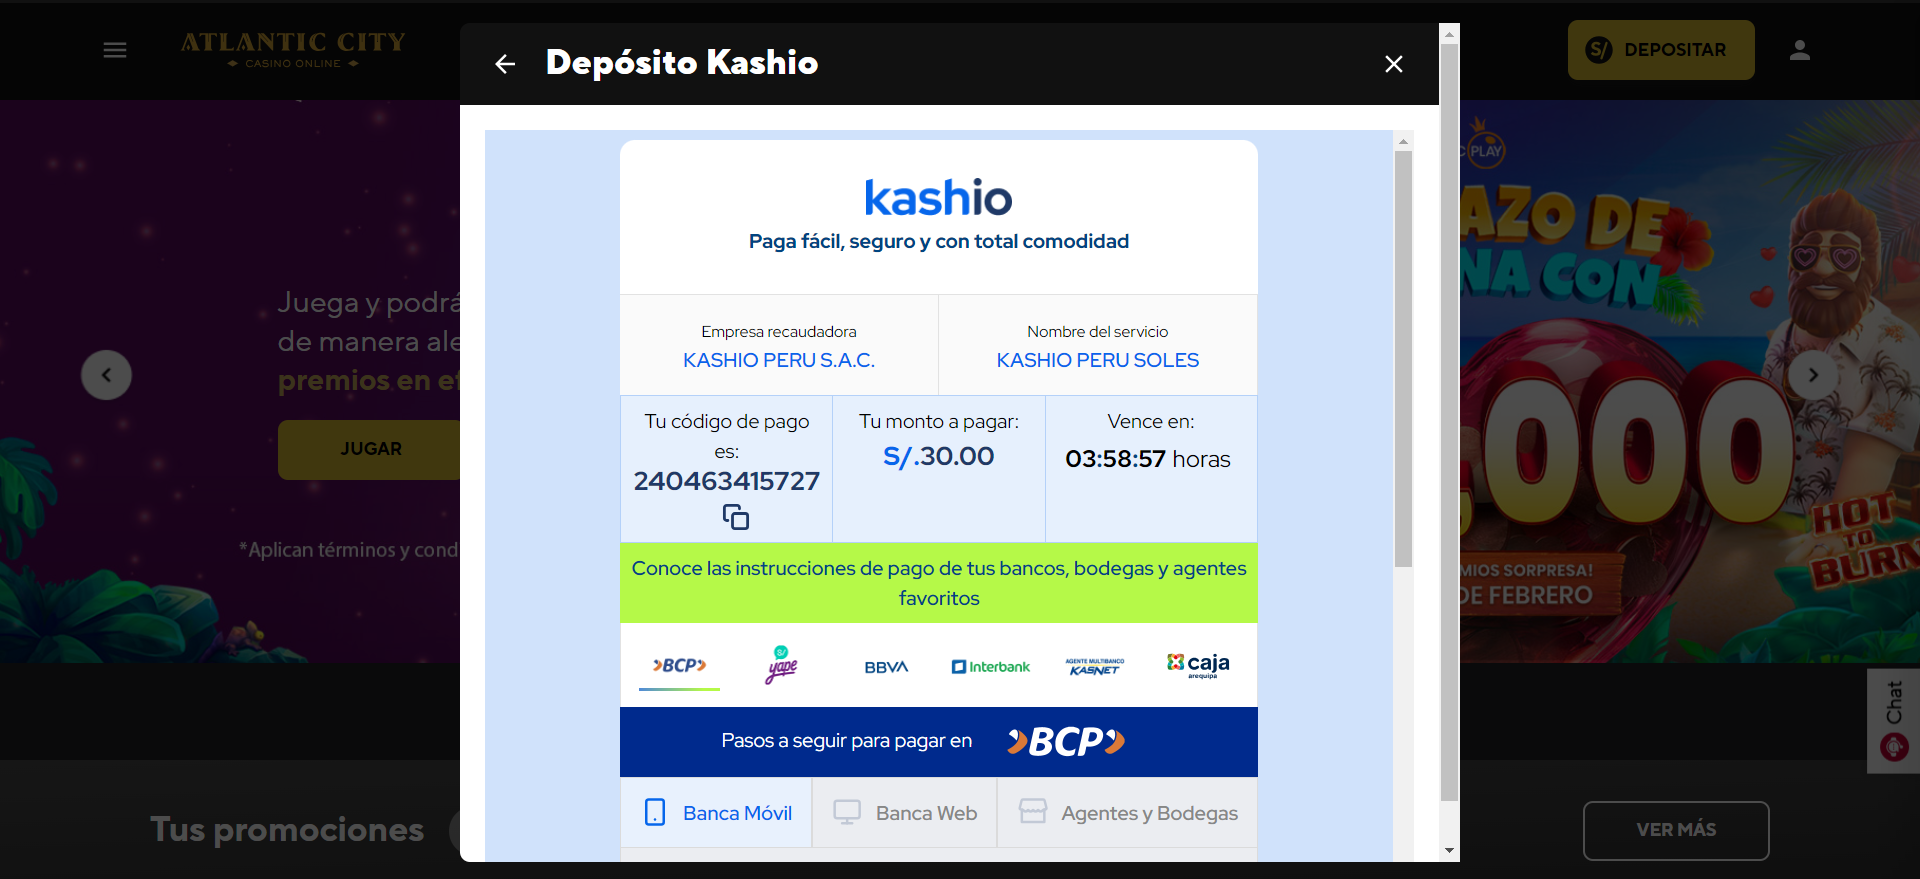 ATLANTIC CITY
CASINO ONLINE
Depósito Kashio
S/ DEPOSITAR
kashio
Paga fácil, seguro y con total comodidad
Empresa recaudadora
KASHIO PERU S.A.C.
Nombre del servicio
KASHIO PERU SOLES
Tu código de pago
es:
240463415727
Tu monto a pagar:
S/.30.00
Vence en:
03:58:57 horas
Conoce las instrucciones de pago de tus bancos, bodegas y agentes
favoritos
BCP
S/ yape
BBVA
Interbank
AGENTE MULTIBANCO
KASNET
caja
arequipa
Pasos a seguir para pagar en BCP
Banca Móvil
Banca Web
Agentes y Bodegas
Juega y podrá
de manera ale
premios en ef
JUGAR
*Aplican términos y cond
C PLAY
AZO DE
NA CON
000
HOT
TO
BURN
MIOS SORPRESA!
DE FEBRERO
Chat
Tus promociones
VER MÁS